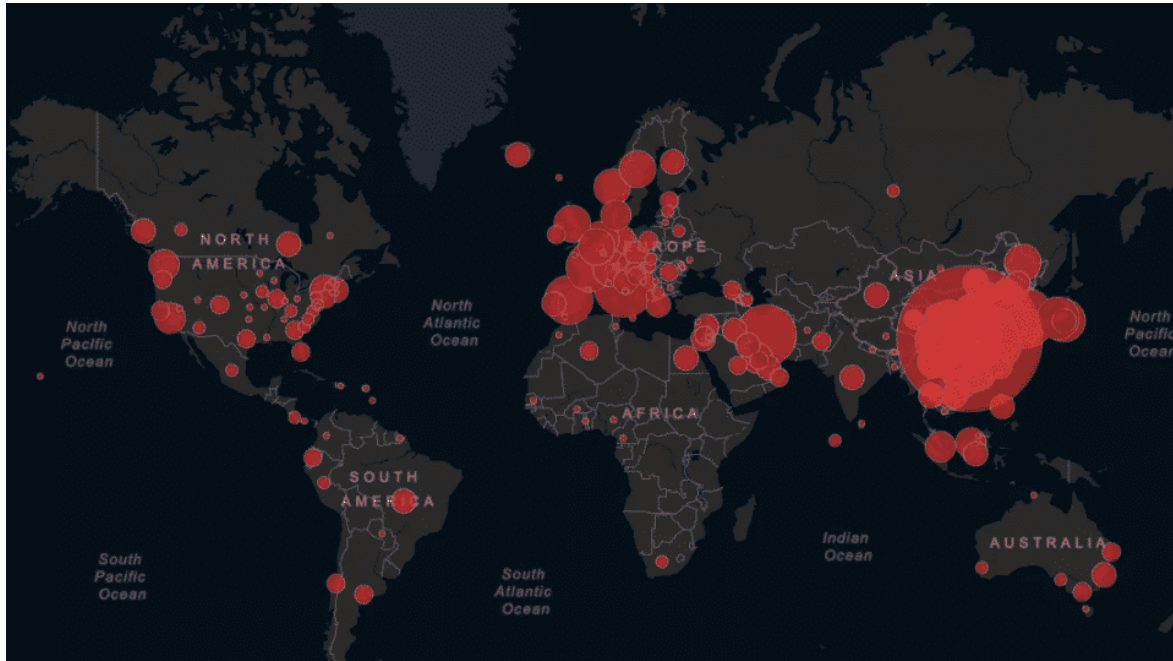 NORTH
AMERICA
EUROPE
ASIA
North
Pacific
Ocean
North
Atlantic
Ocean
North
Pacific
Ocean
AFRICA
SOUTH
AMERICA
South
Pacific
Ocean
South
Atlantic
Ocean
Indian
Ocean
AUSTRALIA